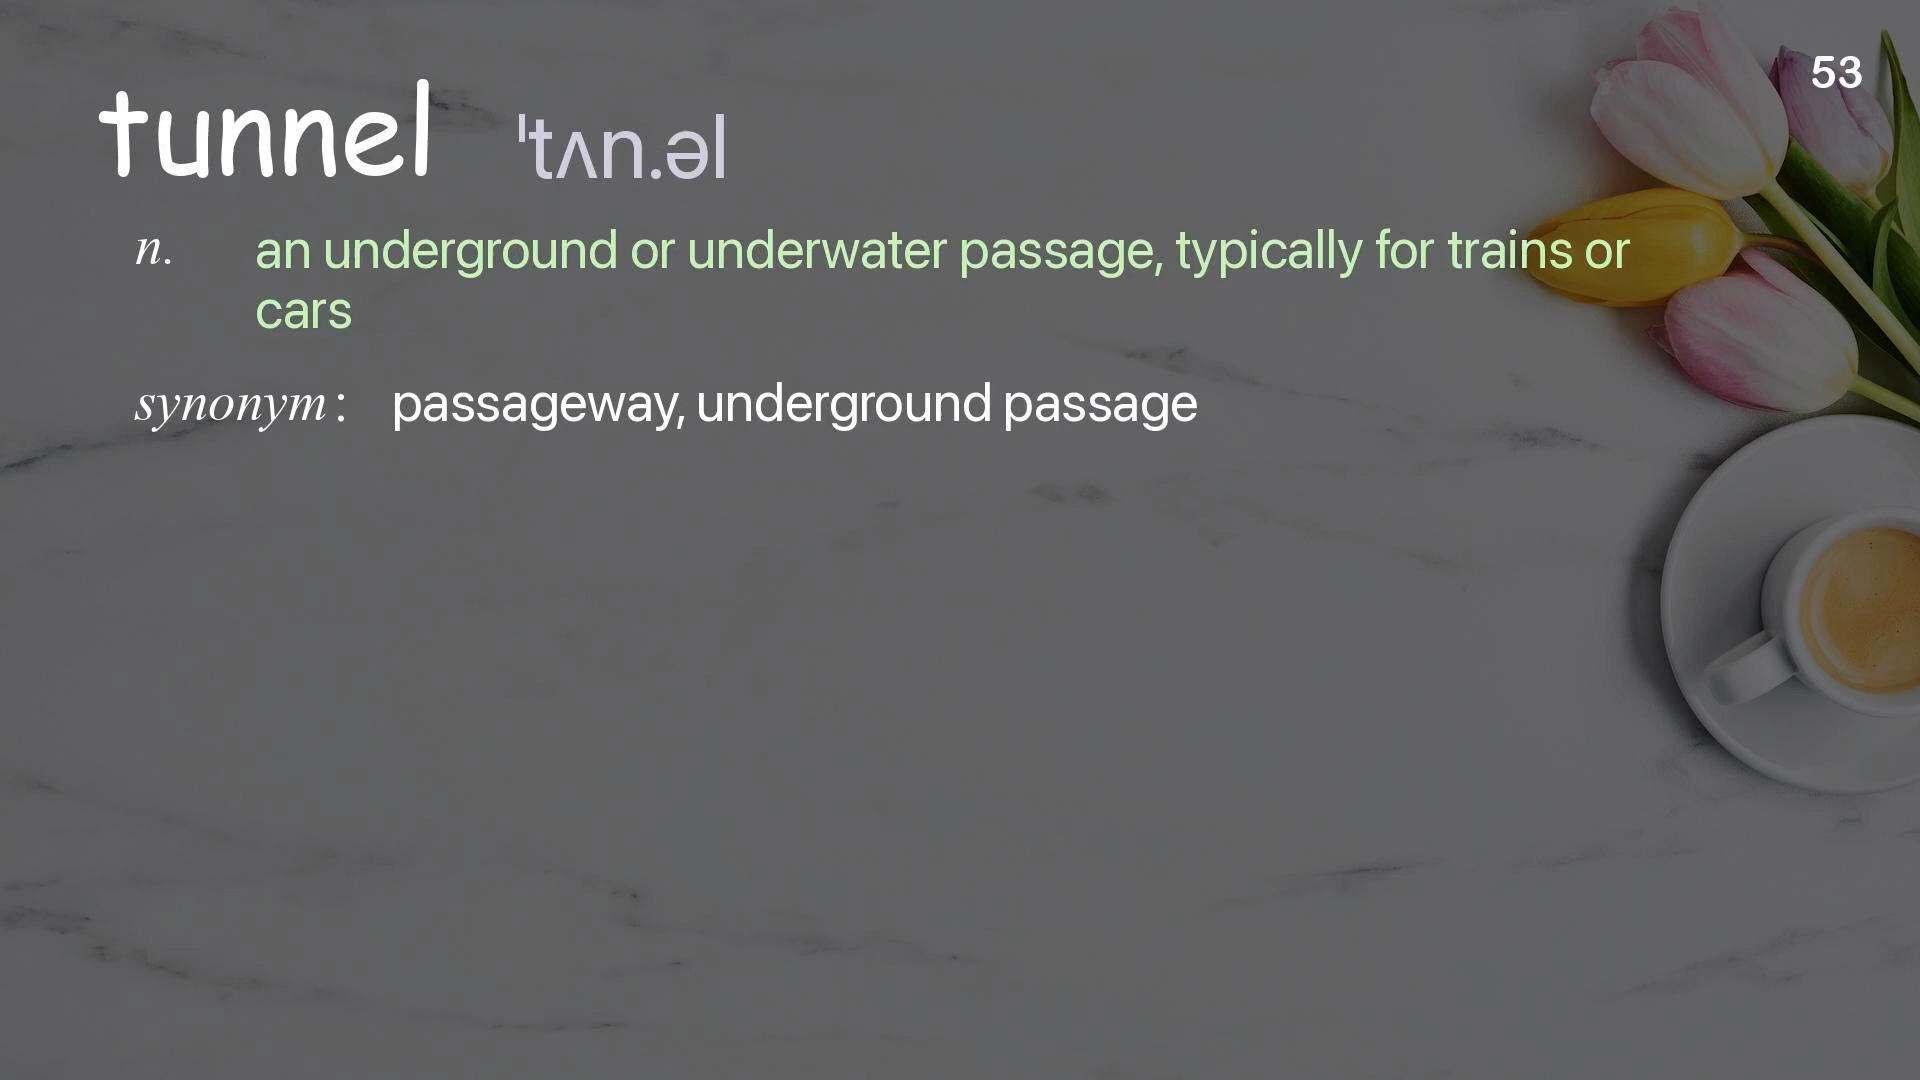 53
tunnel ˈtʌn.əl
n. an underground or underwater passage, typically for trains or
cars
synonym: passageway, underground passage